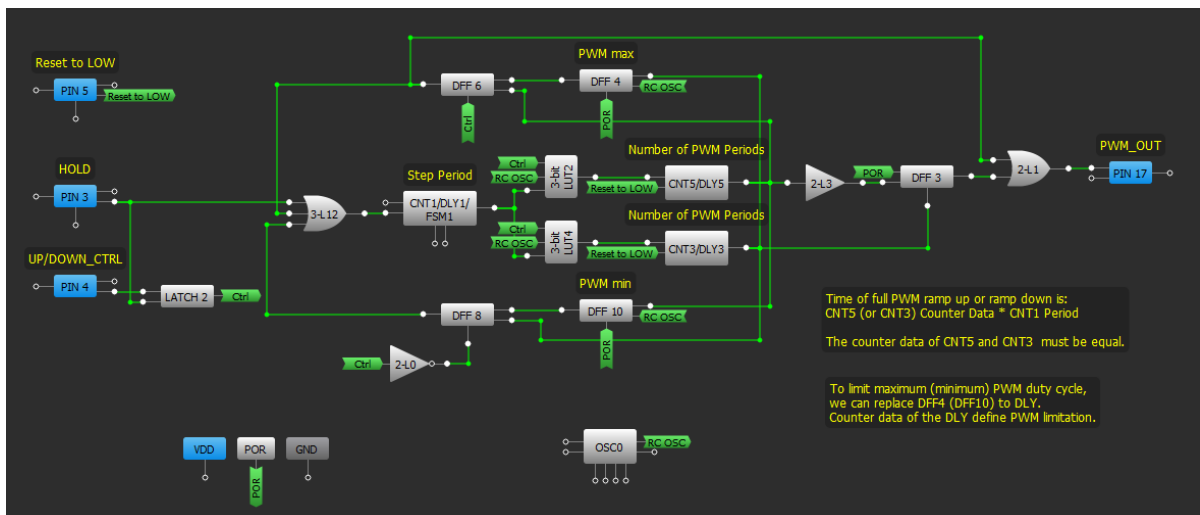 PWM max
Reset to LOW
PIN 5
Reset to LOW
DFF 6
DFF 4
RC OSC
Ctrl
POR
HOLD
PIN 3
Step Period
Number of PWM Periods
PWM_OUT
3-L12
CNT1/DLY1/
FSM1
Ctrl
RC OSC
3-bit
LUT2
Reset to LOW
CNT5/DLY5
2-L3
POR
DFF 3
2-L1
PIN 17
Number of PWM Periods
Ctrl
RC OSC
3-bit
LUT4
Reset to LOW
CNT3/DLY3
UP/DOWN_CTRL
PIN 4
LATCH 2
Ctrl
PWM min
DFF 8
DFF 10
RC OSC
POR
Ctrl
2-L0
Time of full PWM ramp up or ramp down is:
CNT5 (or CNT3) Counter Data * CNT1 Period
The counter data of CNT5 and CNT3 must be equal.
To limit maximum (minimum) PWM duty cycle,
we can replace DFF4 (DFF10) to DLY.
Counter data of the DLY define PWM limitation.
VDD
POR
GND
POR
OSC0
RC OSC